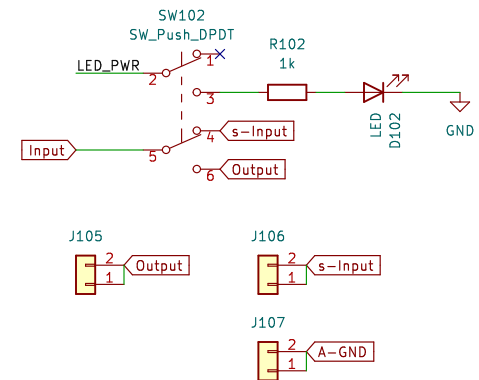 SW102
SW_Push_DPDT
LED_PWR
1
2
R102
1k
3
LED
D102
GND
Input
5
4
s-Input
6
Output
J105
2
Output
1
J106
2
s-Input
1
J107
2
A-GND
1